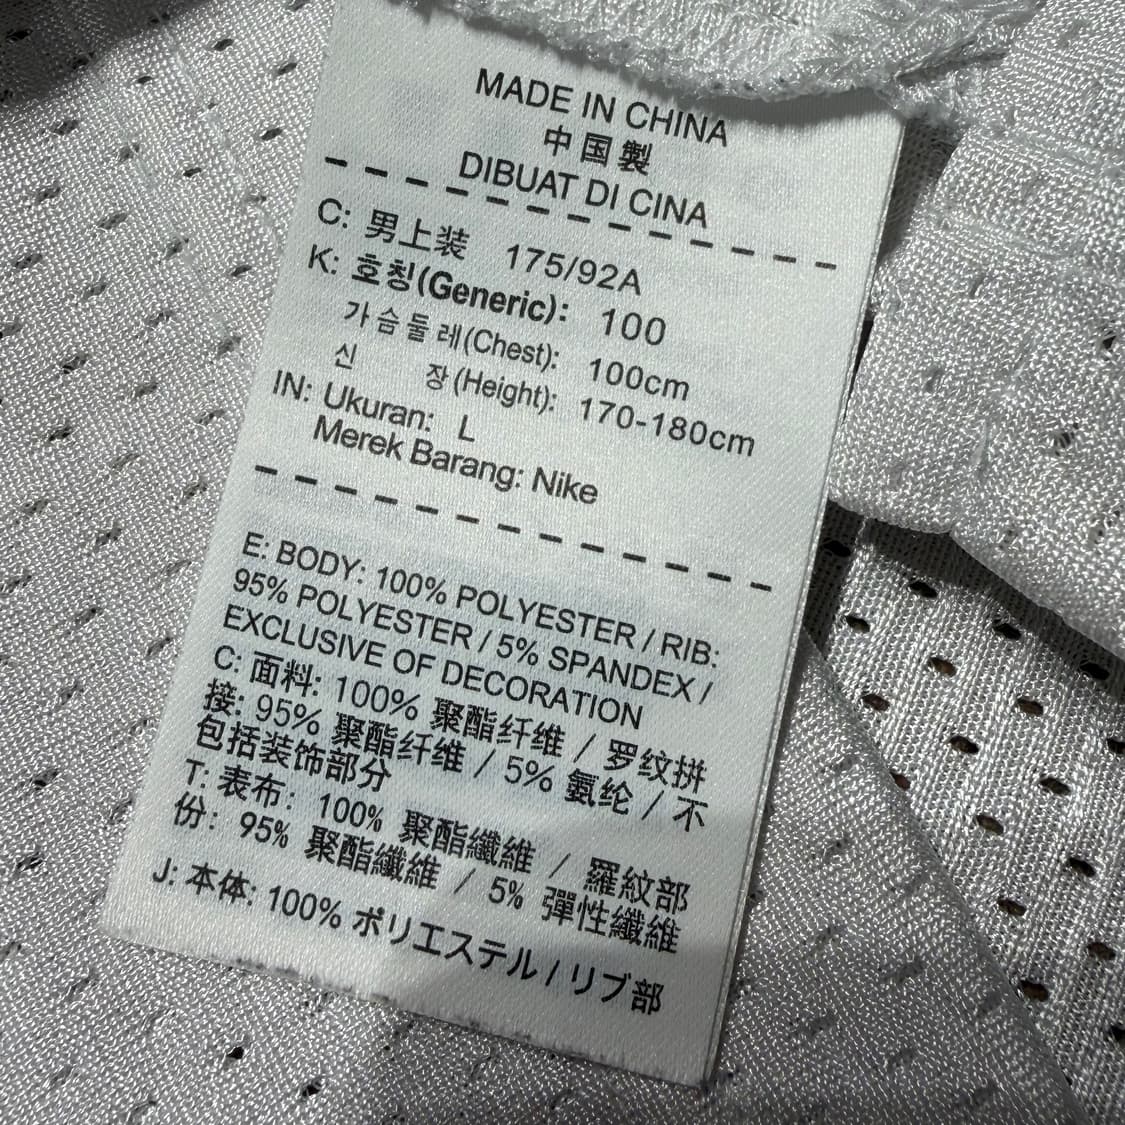 MADE IN CHINA
中国製
DIBUAT DI CINA
C: 男上装 175/92A
K: 호칭(Generic): 100
가슴둘레(Chest): 100cm
신 장(Height): 170-180cm
IN: Ukuran: L
Merek Barang: Nike
E: BODY: 100% POLYESTER / RIB:
95% POLYESTER / 5% SPANDEX /
EXCLUSIVE OF DECORATION
C: 面料: 100% 聚酯纤维 / 罗纹拼
接: 95% 聚酯纤维 / 5% 氨纶 / 不
包括装饰部分
T: 表布: 100% 聚酯纖維 / 羅紋部
份: 95% 聚酯纖維 / 5% 彈性纖維
J: 本体: 100% ポリエステル / リブ部